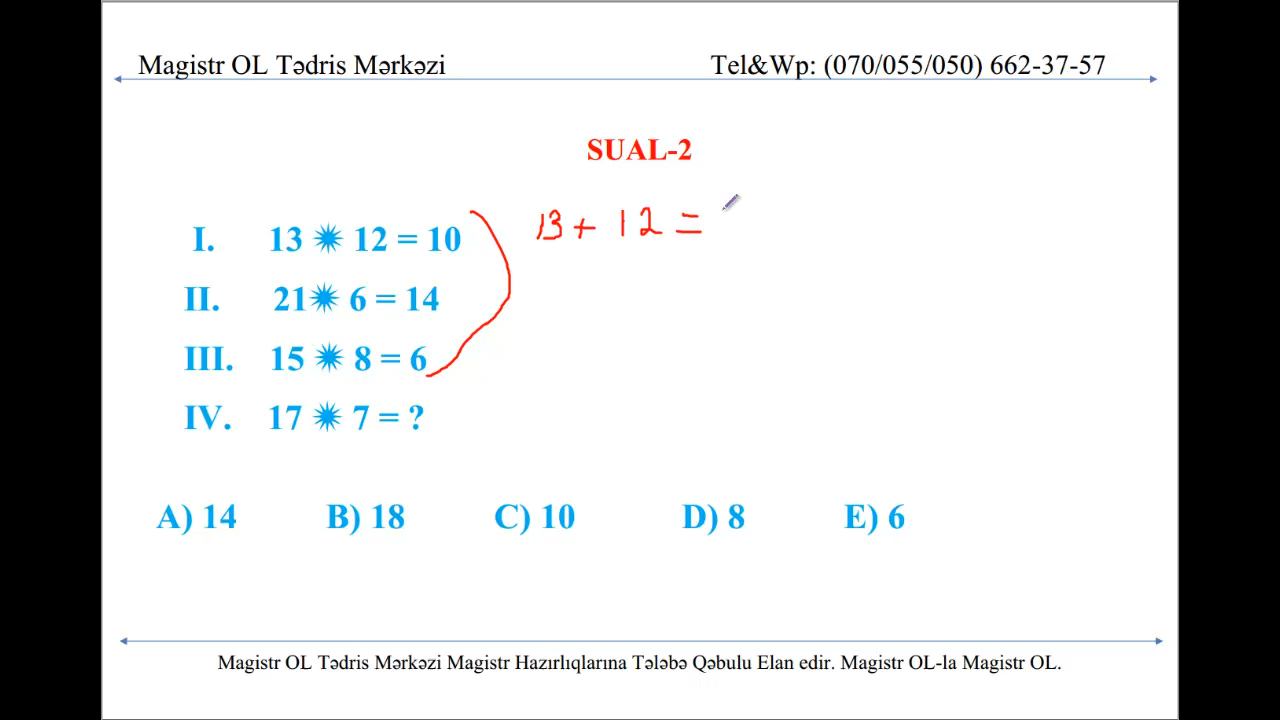 Magistr OL Tədris Mərkəzi Tel&Wp: (070/055/050) 662-37-57
SUAL-2
13 + 12 =
I. 13 ✷ 12 = 10
II. 21✷ 6 = 14
III. 15 ✷ 8 = 6
IV. 17 ✷ 7 = ?
A) 14 B) 18 C) 10 D) 8 E) 6
Magistr OL Tədris Mərkəzi Magistr Hazırlıqlarına Tələbə Qəbulu Elan edir. Magistr OL-la Magistr OL.